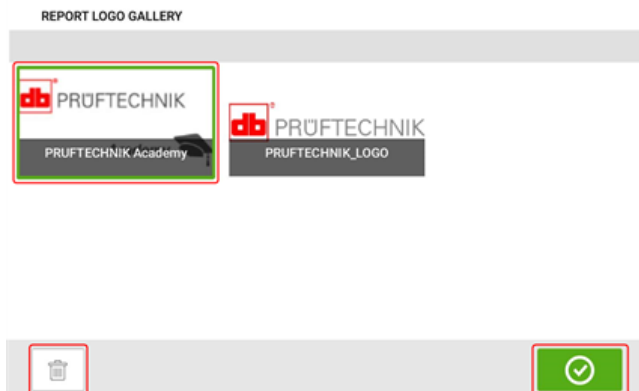 REPORT LOGO GALLERY
db® PRÜFTECHNIK
PRUFTECHNIK Academy
db® PRÜFTECHNIK
PRUFTECHNIK_LOGO